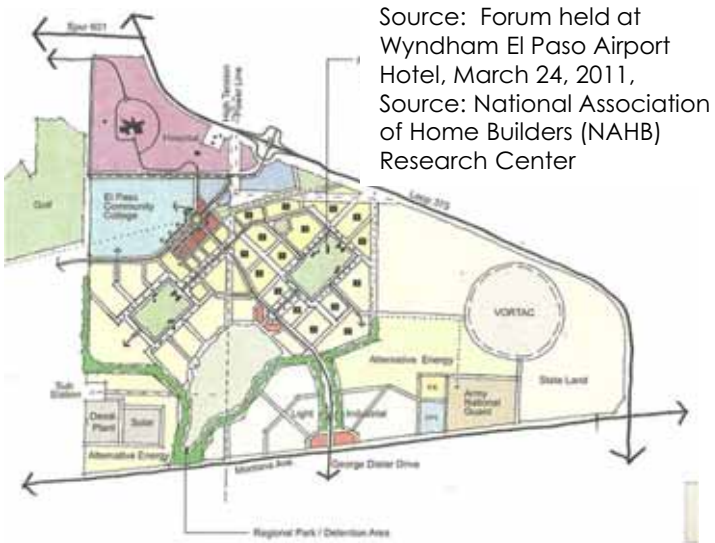 Source: Forum held at
Wyndham El Paso Airport
Hotel, March 24, 2011,
Source: National Association
of Home Builders (NAHB)
Research Center
Spur 601
High Tension
Power Line
Hospital
Golf
El Paso
Community
College
Loop 375
VORTAC
Alternative Energy
State Land
Sub
Station
Desal
Plant
Solar
Light
Industrial
Army
National
Guard
Alternative Energy
Montana Ave.
George Dieter Drive
Regional Park / Detention Area